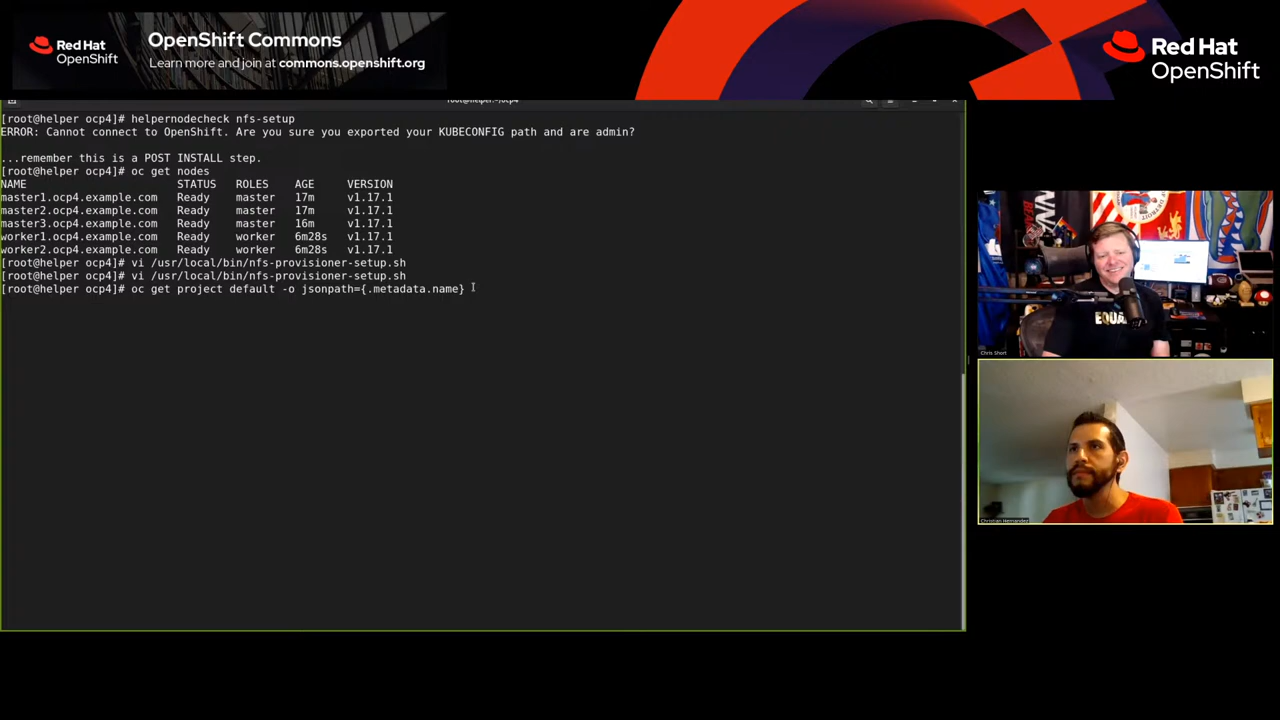 Red Hat
OpenShift
OpenShift Commons
Learn more and join at commons.openshift.org
Red Hat
OpenShift
root@helper:~/ocp4
[root@helper ocp4]# helpernodecheck nfs-setup
ERROR: Cannot connect to OpenShift. Are you sure you exported your KUBECONFIG path and are admin?
...remember this is a POST INSTALL step.
[root@helper ocp4]# oc get nodes
NAME STATUS ROLES AGE VERSION
master1.ocp4.example.com Ready master 17m v1.17.1
master2.ocp4.example.com Ready master 17m v1.17.1
master3.ocp4.example.com Ready master 16m v1.17.1
worker1.ocp4.example.com Ready worker 6m28s v1.17.1
worker2.ocp4.example.com Ready worker 6m28s v1.17.1
[root@helper ocp4]# vi /usr/local/bin/nfs-provisioner-setup.sh
[root@helper ocp4]# vi /usr/local/bin/nfs-provisioner-setup.sh
[root@helper ocp4]# oc get project default -o jsonpath={.metadata.name}
Chris Short
Christian Hernandez